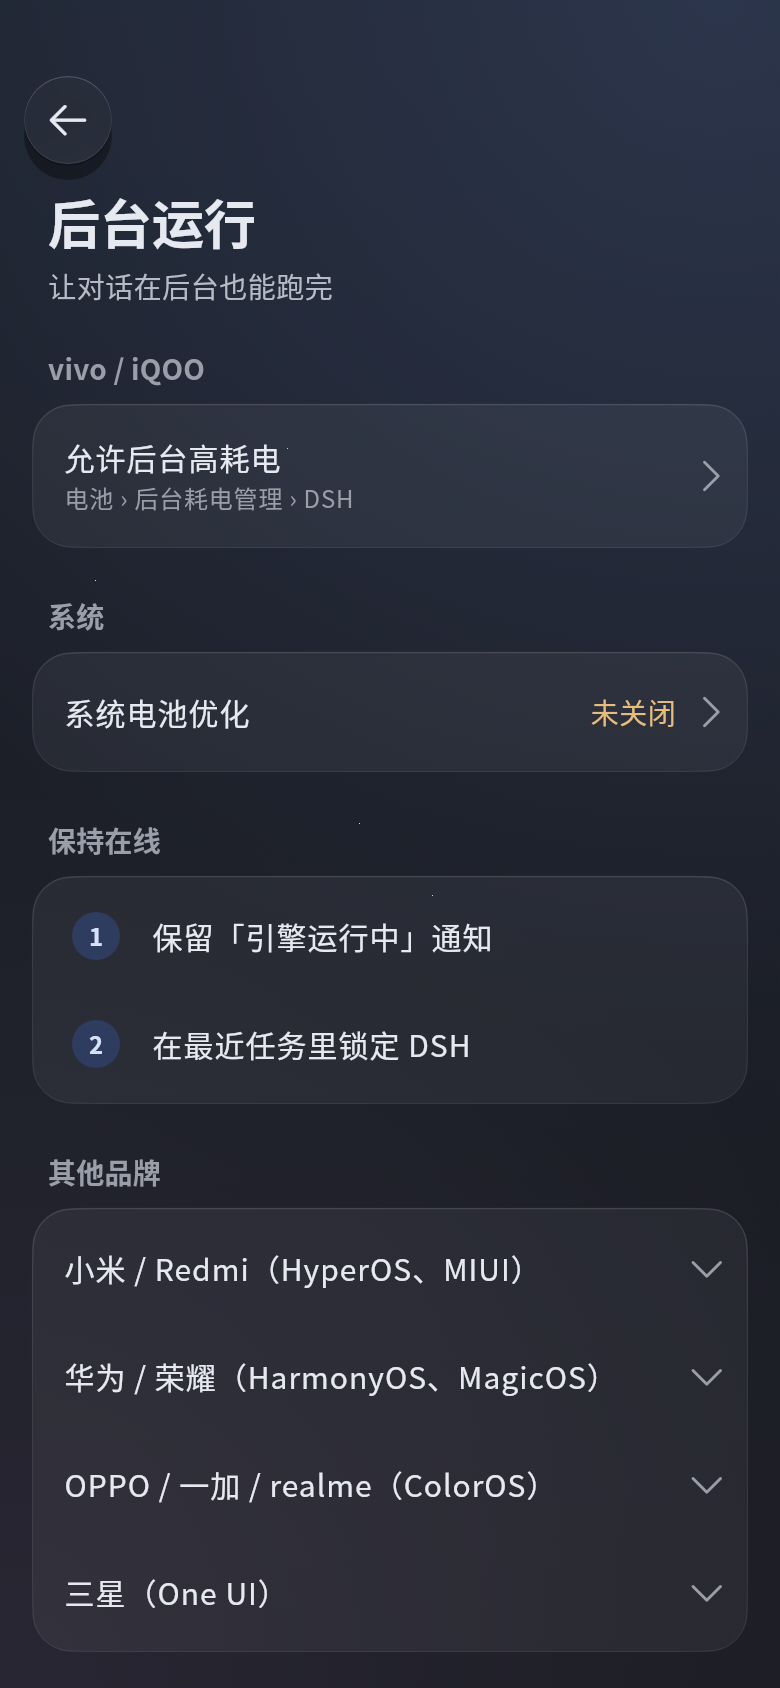 后台运行
让对话在后台也能跑完
vivo / iQOO
允许后台高耗电
电池 › 后台耗电管理 › DSH
系统
系统电池优化 未关闭
保持在线
1 保留「引擎运行中」通知
2 在最近任务里锁定 DSH
其他品牌
小米 / Redmi（HyperOS、MIUI）
华为 / 荣耀（HarmonyOS、MagicOS）
OPPO / 一加 / realme（ColorOS）
三星（One UI）